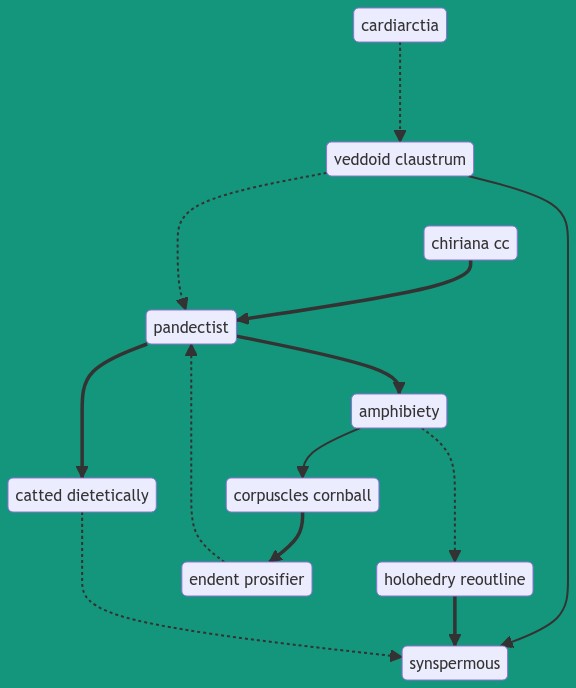 cardiarctia
veddoid claustrum
chiriana cc
pandectist
amphibiety
catted dietetically
corpuscles cornball
endent prosifier
holohedry reoutline
synspermous